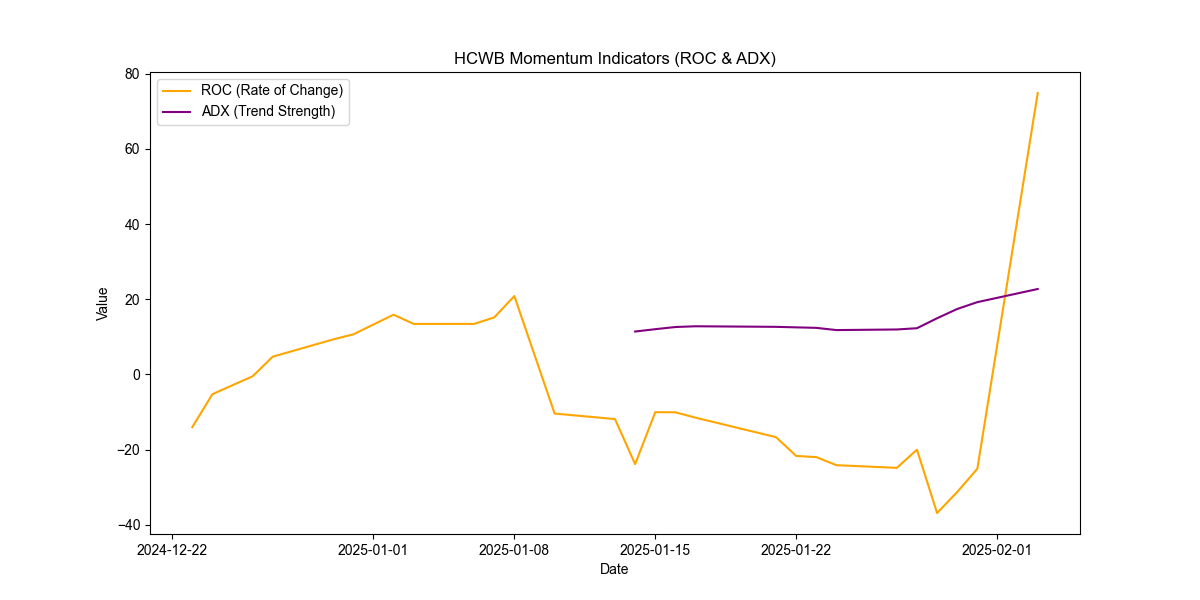 HCWB Momentum Indicators (ROC & ADX)
ROC (Rate of Change)
ADX (Trend Strength)
80
60
40
20
0
−20
−40
Value
2024-12-22
2025-01-01
2025-01-08
2025-01-15
2025-01-22
2025-02-01
Date